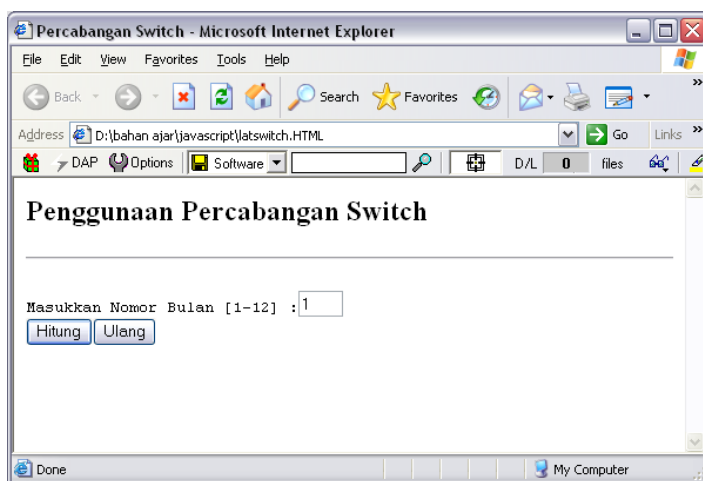 Percabangan Switch - Microsoft Internet Explorer
File Edit View Favorites Tools Help
Back Search Favorites »
Address D:\bahan ajar\javascript\latswitch.HTML Go Links »
DAP Options Software D/L 0 files
Penggunaan Percabangan Switch
Masukkan Nomor Bulan [1-12] :1
Hitung Ulang
Done My Computer